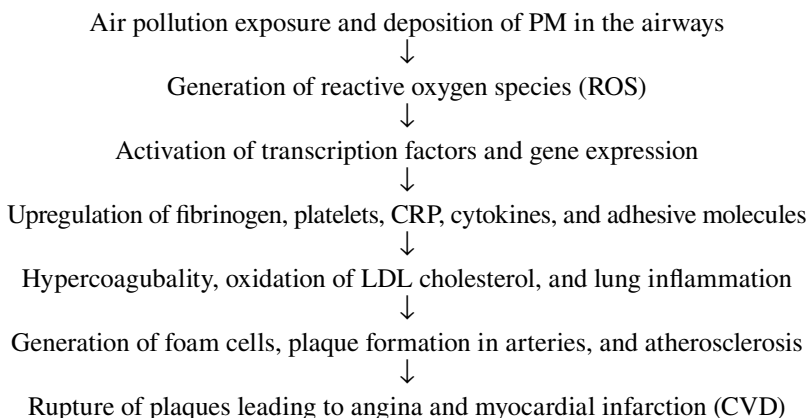 Air pollution exposure and deposition of PM in the airways
↓
Generation of reactive oxygen species (ROS)
↓
Activation of transcription factors and gene expression
↓
Upregulation of fibrinogen, platelets, CRP, cytokines, and adhesive molecules
↓
Hypercoagubality, oxidation of LDL cholesterol, and lung inflammation
↓
Generation of foam cells, plaque formation in arteries, and atherosclerosis
↓
Rupture of plaques leading to angina and myocardial infarction (CVD)